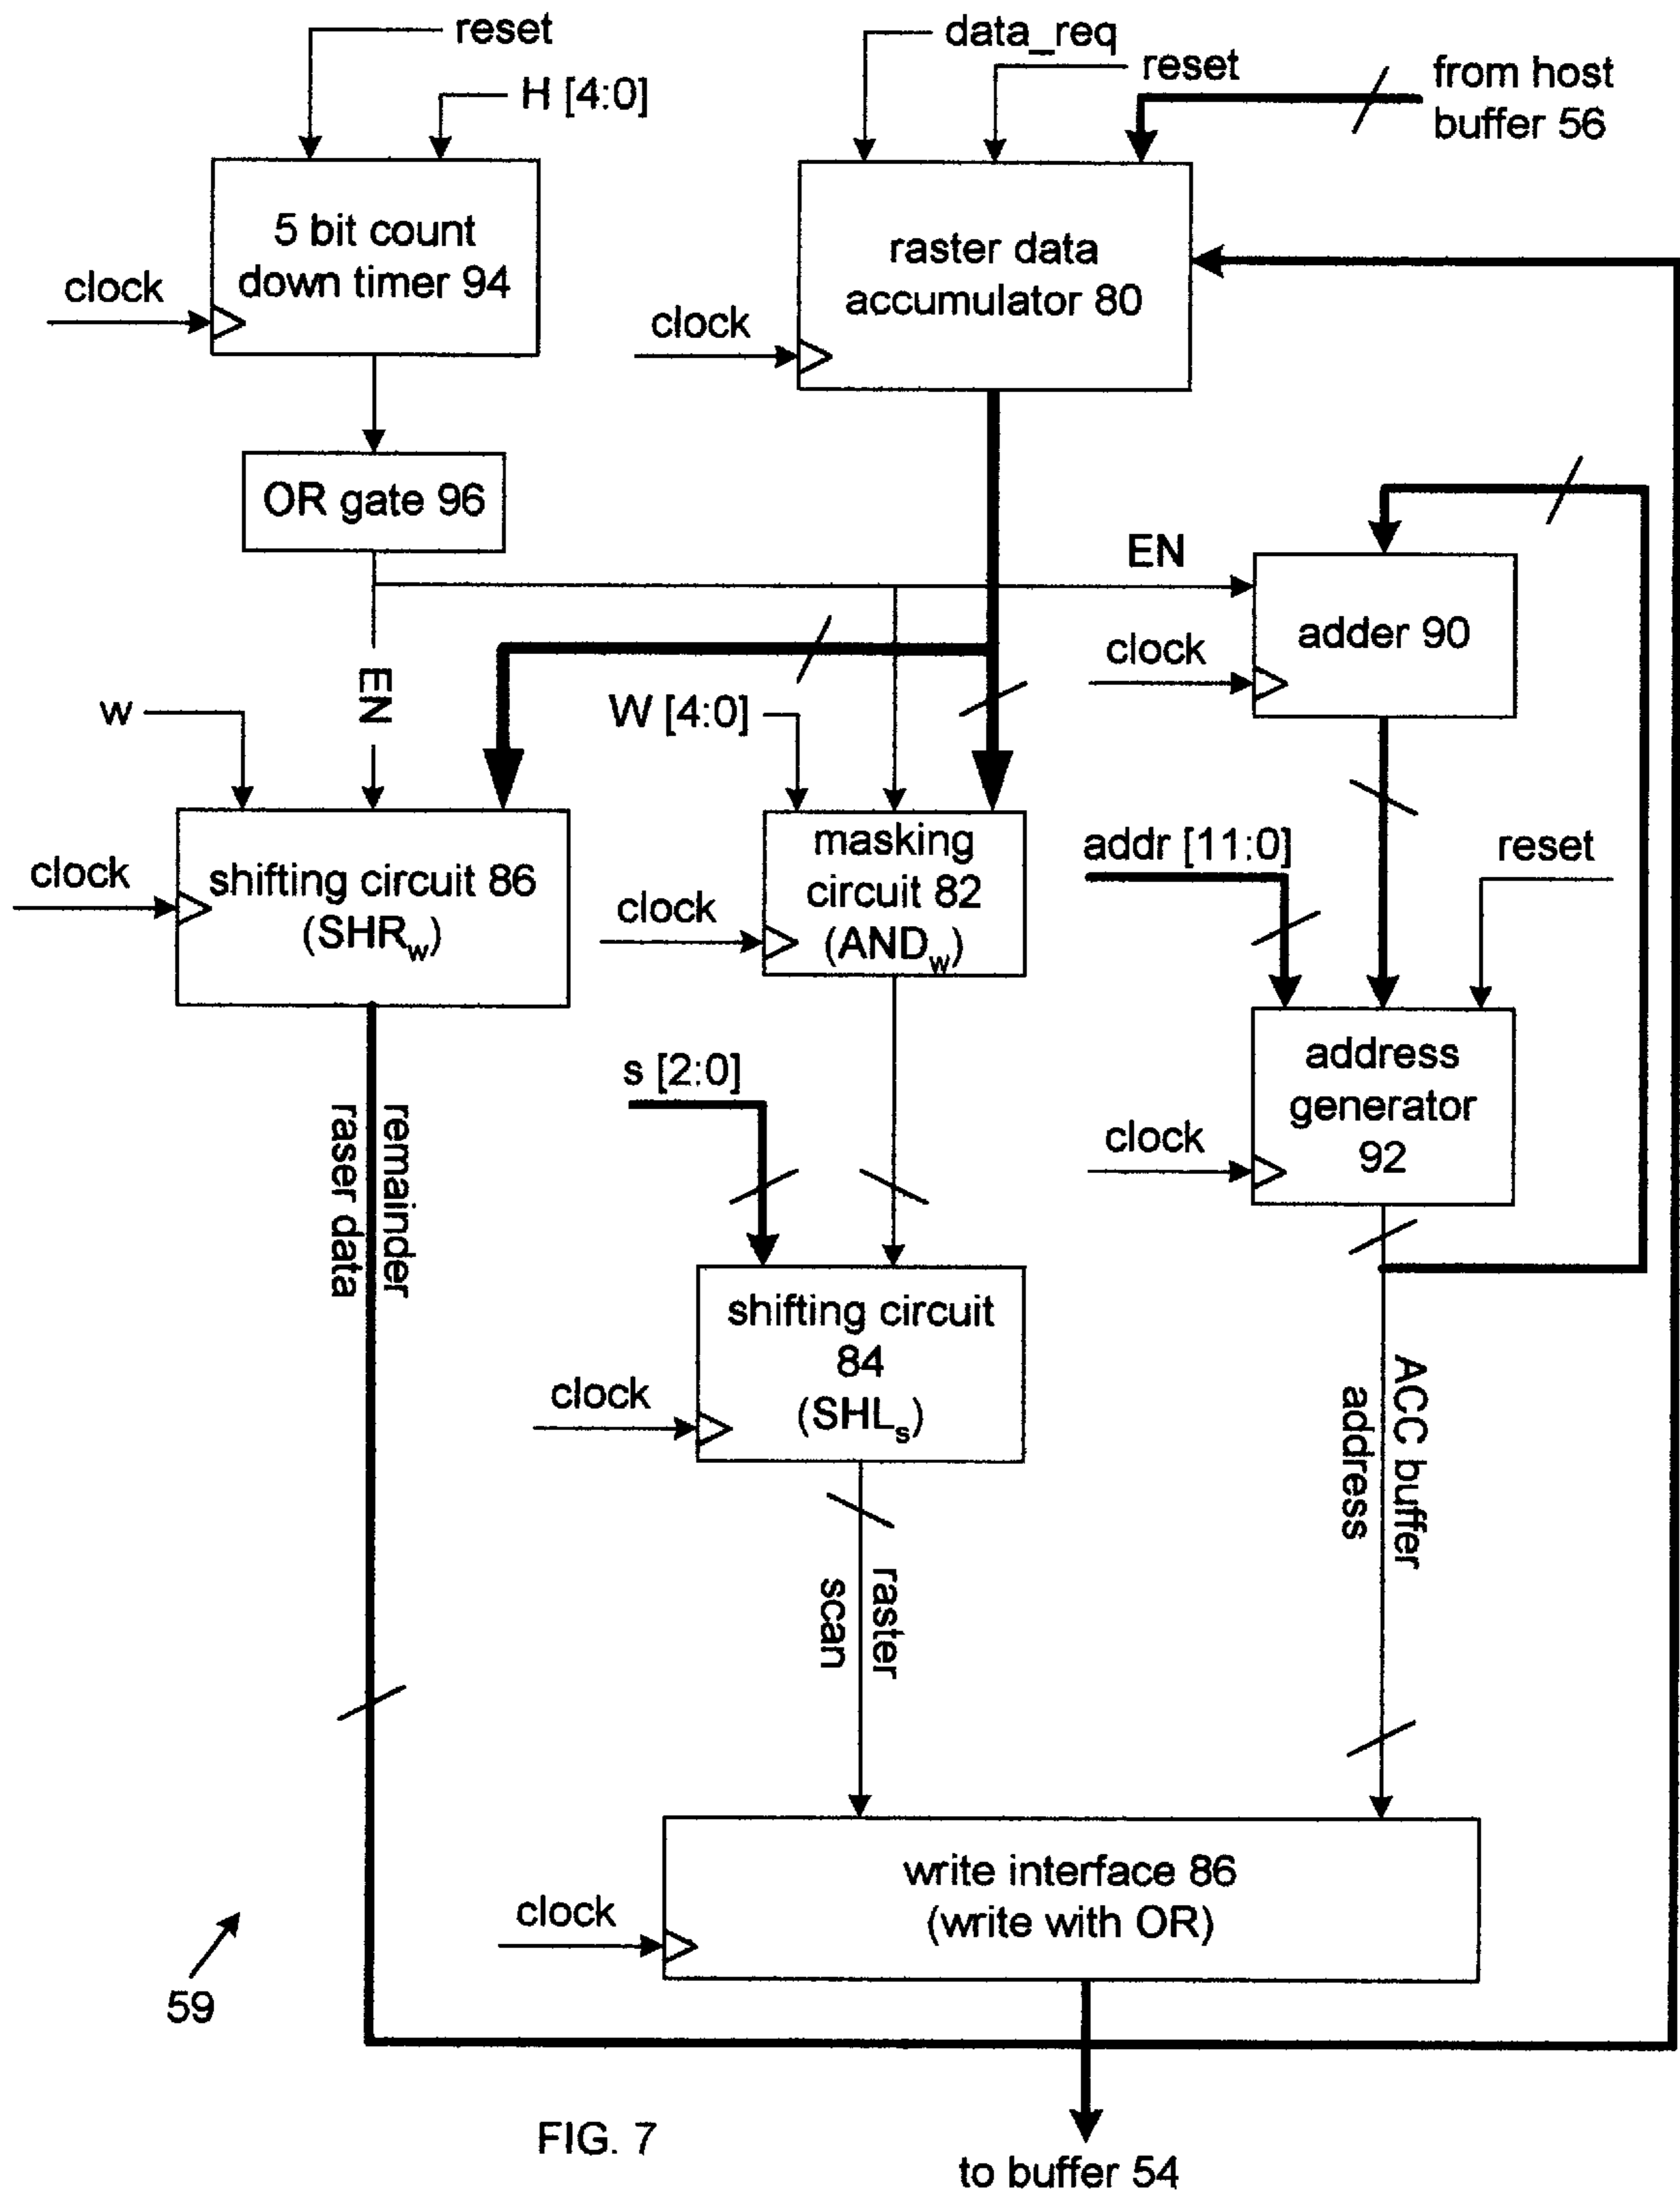 reset
H [4:0]
data_req
reset
from host
buffer 56
5 bit count
down timer 94
clock
raster data
accumulator 80
clock
OR gate 96
EN
adder 90
clock
EN
w
W [4:0]
shifting circuit 86
(SHRw)
clock
masking
circuit 82
(ANDw)
clock
addr [11:0]
reset
address
generator
92
clock
s [2:0]
remainder
raser data
shifting circuit
84
(SHLs)
clock
ACC buffer
address
raster
scan
write interface 86
(write with OR)
clock
59
FIG. 7
to buffer 54